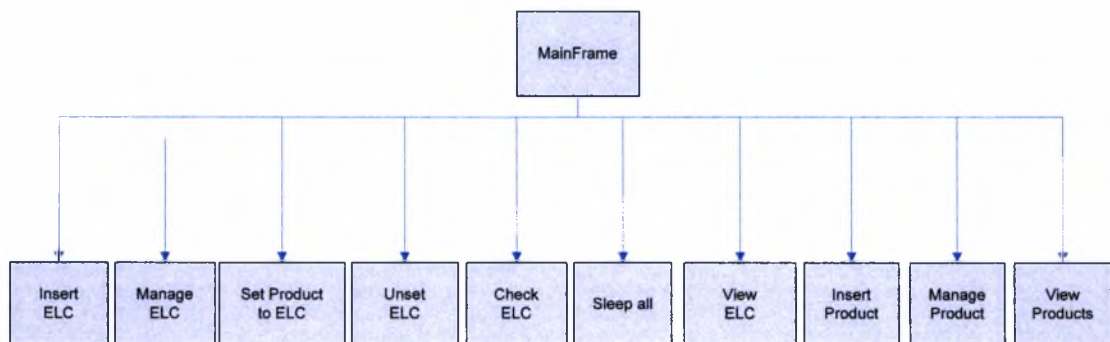 MainFrame
Insert
ELC
Manage
ELC
Set Product
to ELC
Unset
ELC
Check
ELC
Sleep all
View
ELC
Insert
Product
Manage
Product
View
Products